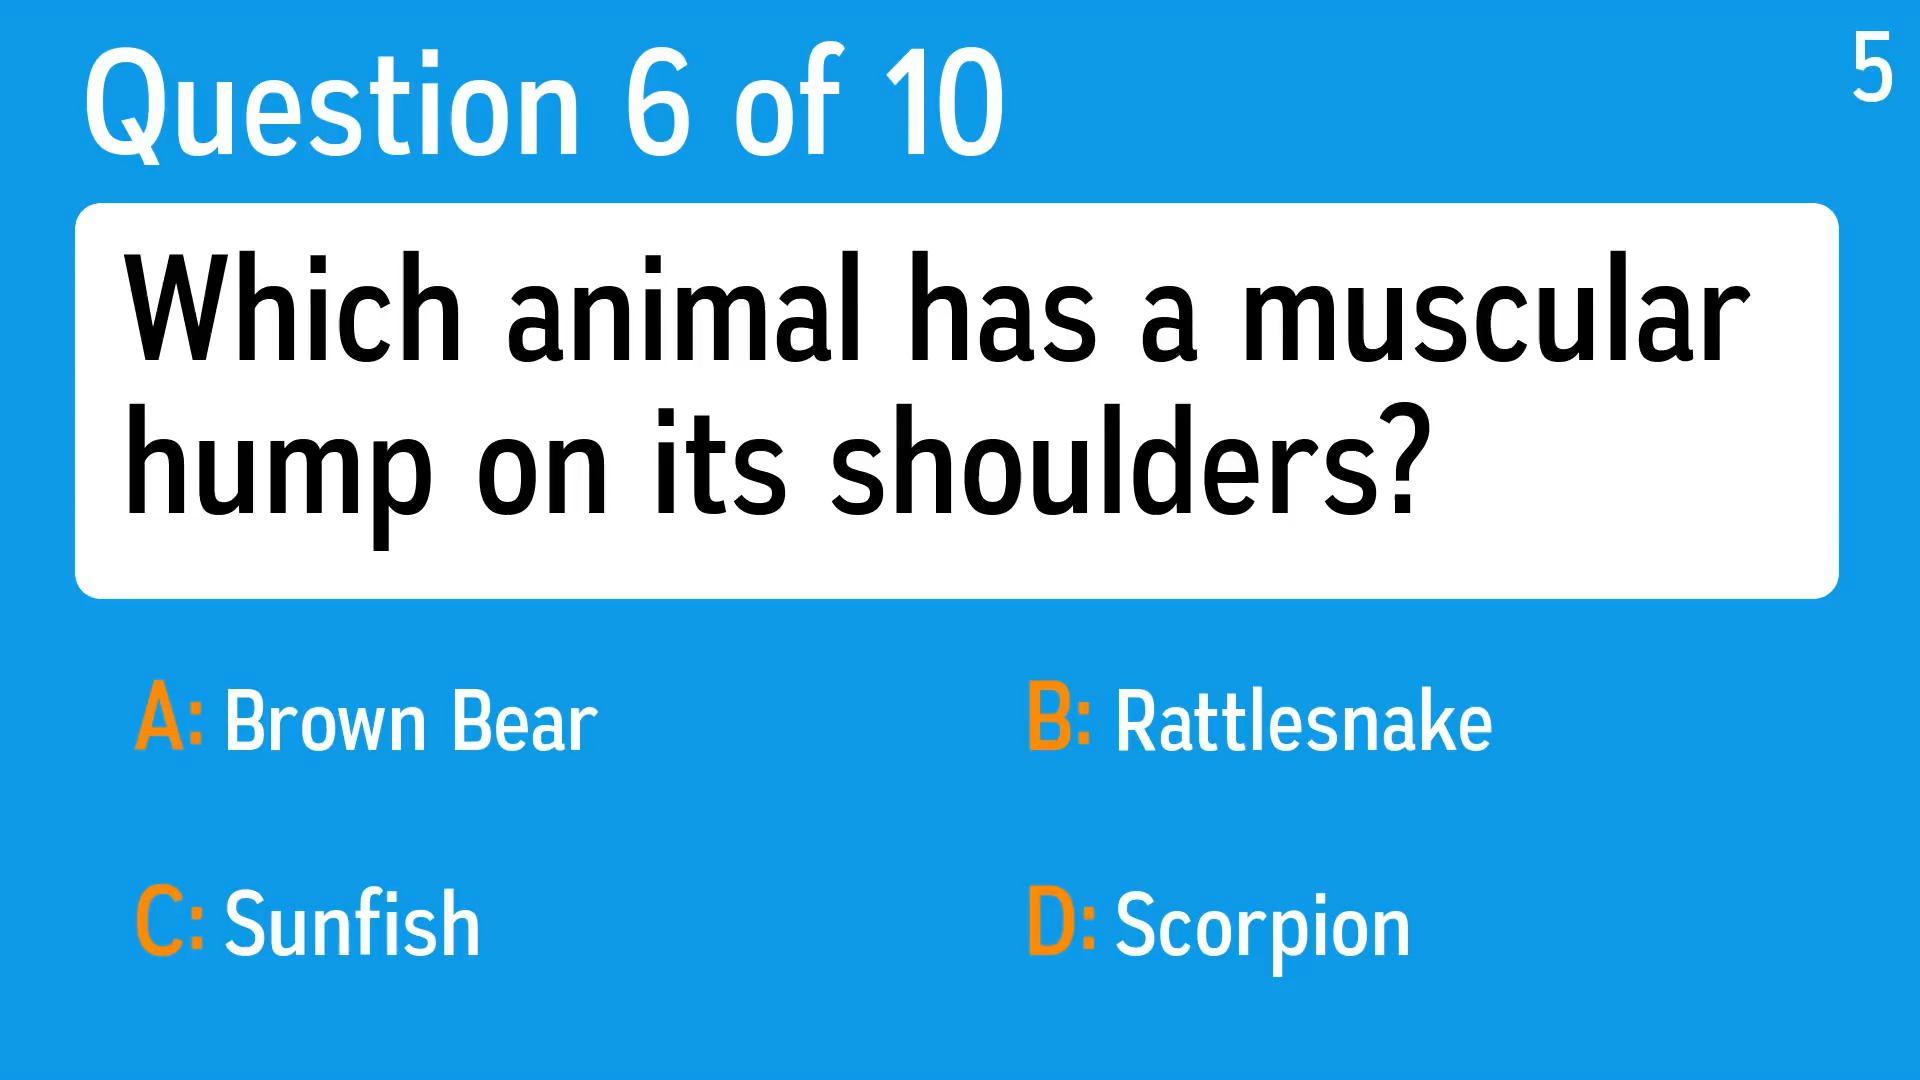 Question 6 of 10
5
Which animal has a muscular
hump on its shoulders?
A: Brown Bear
B: Rattlesnake
C: Sunfish
D: Scorpion